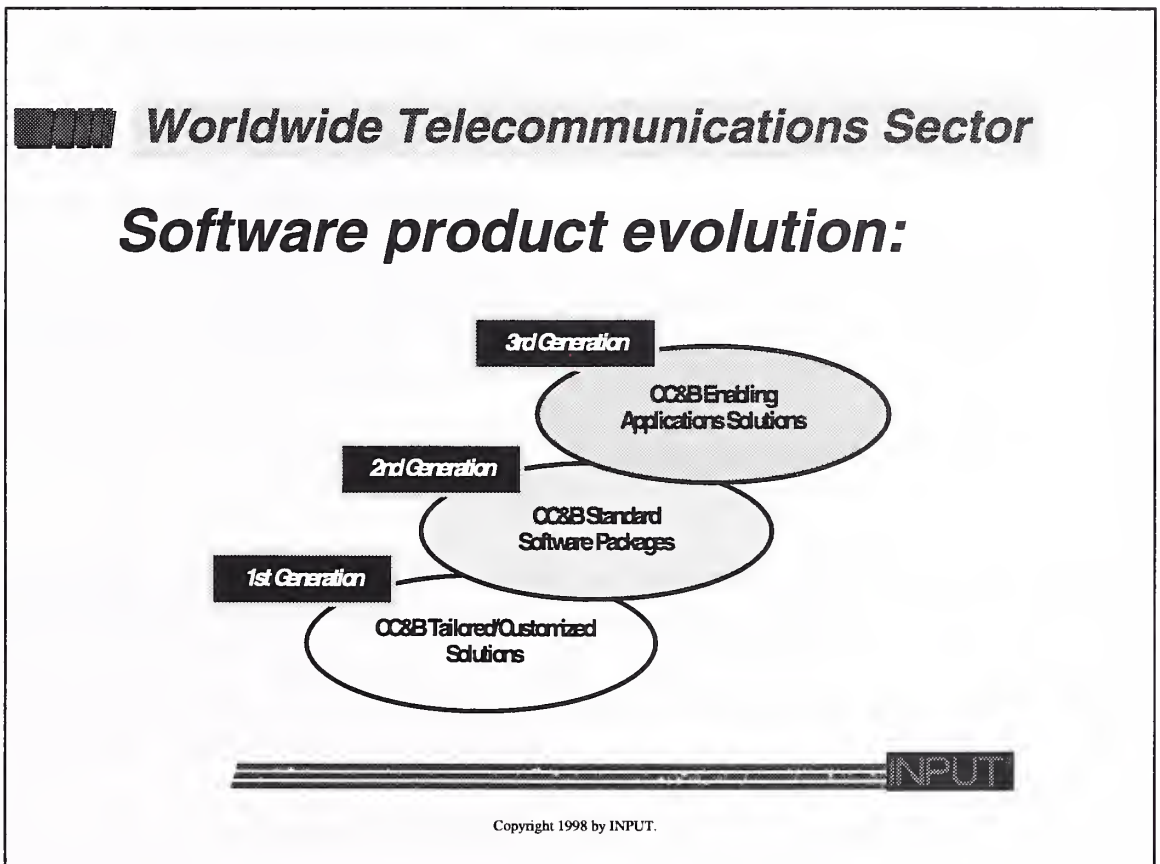 Worldwide Telecommunications Sector
Software product evolution:
3rd Generation
CC&B Enabling
Applications Solutions
2nd Generation
CC&B Standard
Software Packages
1st Generation
CC&B Tailored"Customized
Solutions
INPUT
Copyright 1998 by INPUT.